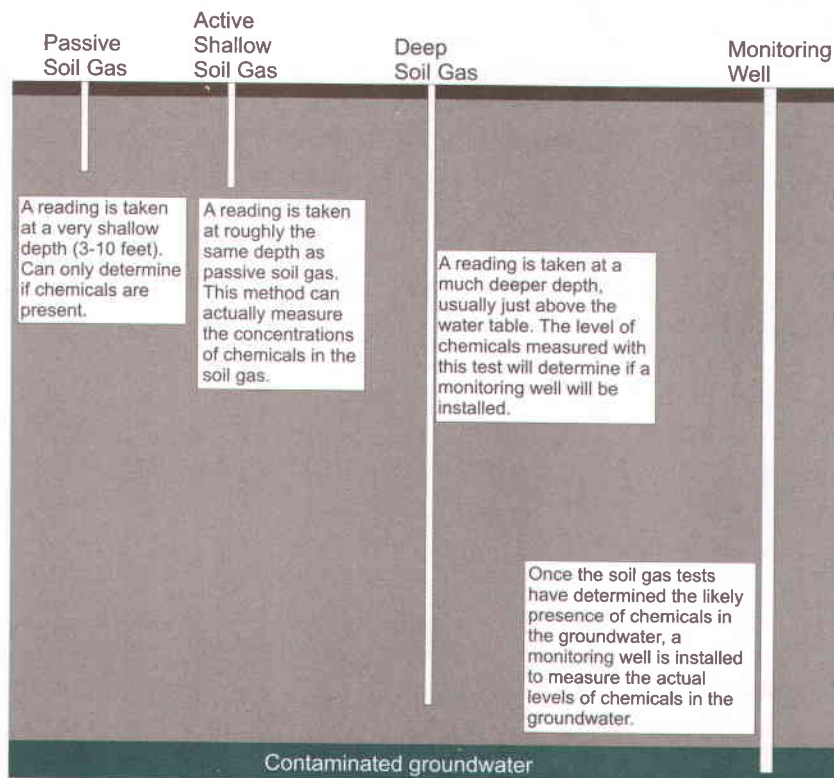 Passive
Soil Gas
Active
Shallow
Soil Gas
Deep
Soil Gas
Monitoring
Well
A reading is taken
at a very shallow
depth (3-10 feet).
Can only determine
if chemicals are
present.
A reading is taken
at roughly the
same depth as
passive soil gas.
This method can
actually measure
the concentrations
of chemicals in the
soil gas.
A reading is taken at a
much deeper depth,
usually just above the
water table. The level of
chemicals measured with
this test will determine if a
monitoring well will be
installed.
Once the soil gas tests
have determined the likely
presence of chemicals in
the groundwater, a
monitoring well is installed
to measure the actual
levels of chemicals in the
groundwater.
Contaminated groundwater